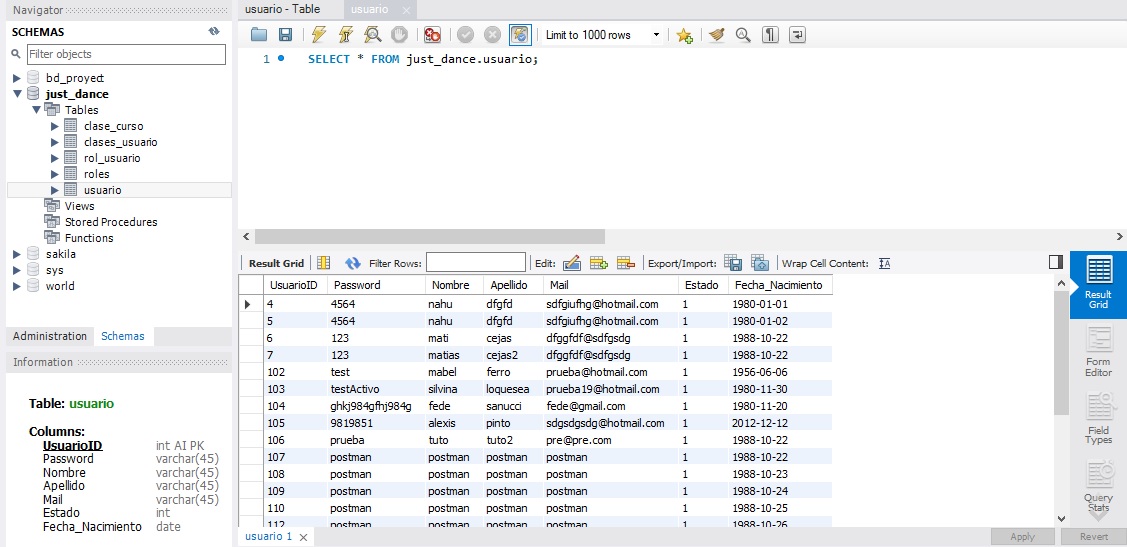 Navigator
SCHEMAS
Filter objects
bd_proyect
just_dance
Tables
clase_curso
clases_usuario
rol_usuario
roles
usuario
Views
Stored Procedures
Functions
sakila
sys
world
Administration Schemas
Information
Table: usuario
Columns:
UsuarioID int AI PK
Password varchar(45)
Nombre varchar(45)
Apellido varchar(45)
Mail varchar(45)
Estado int
Fecha_Nacimiento date
usuario - Table usuario
Limit to 1000 rows
1 SELECT * FROM just_dance.usuario;
Result Grid Filter Rows: Edit: Export/Import: Wrap Cell Content:
UsuarioID Password Nombre Apellido Mail Estado Fecha_Nacimiento
4 4564 nahu dfgfd sdfgiufhg@hotmail.com 1 1980-01-01
5 4564 nahu dfgfd sdfgiufhg@hotmail.com 1 1980-01-02
6 123 mati cejas dfggfdf@sdfgsdg 1 1988-10-22
7 123 matias cejas2 dfggfdf@sdfgsdg 1 1988-10-22
102 test mabel ferro prueba@hotmail.com 1 1956-06-06
103 testActivo silvina loquesea prueba19@hotmail.com 1 1980-11-30
104 ghkj984gfhj984g fede sanucci fede@gmail.com 1 1980-11-20
105 9819851 alexis pinto sdgsdgsdg@hotmail.com 1 2012-12-12
106 prueba tuto tuto2 pre@pre.com 1 1988-10-22
107 postman postman postman postman 1 1988-10-22
108 postman postman postman postman 1 1988-10-23
109 postman postman postman postman 1 1988-10-24
110 postman postman postman postman 1 1988-10-25
112 postman postman postman postman 1 1988-10-26
Result
Grid
Form
Editor
Field
Types
Query
Stats
usuario 1
Apply Revert